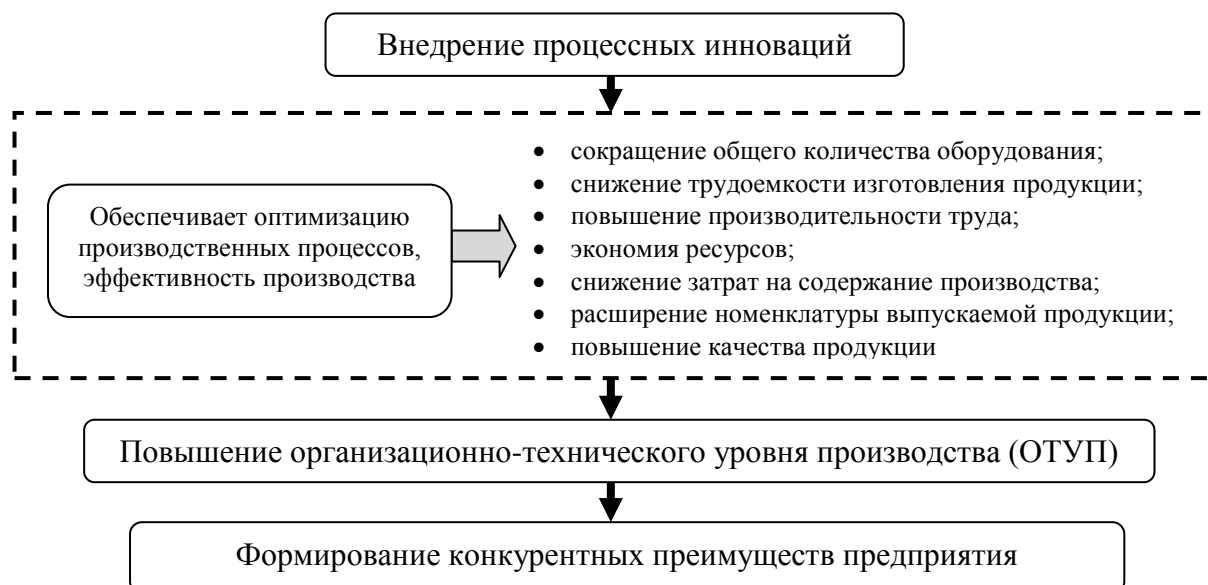 Внедрение процессных инноваций
Обеспечивает оптимизацию
производственных процессов,
эффективность производства
• сокращение общего количества оборудования;
• снижение трудоемкости изготовления продукции;
• повышение производительности труда;
• экономия ресурсов;
• снижение затрат на содержание производства;
• расширение номенклатуры выпускаемой продукции;
• повышение качества продукции
Повышение организационно-технического уровня производства (ОТУП)
Формирование конкурентных преимуществ предприятия